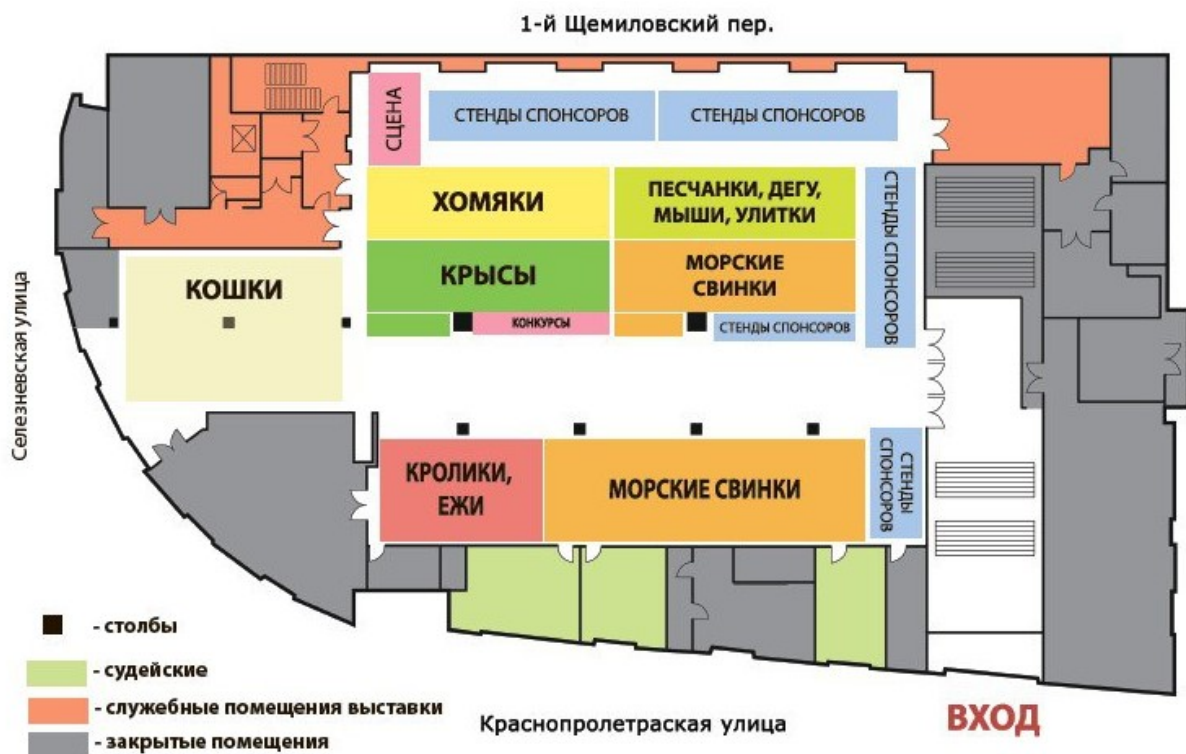 1-й Щемиловский пер.
СЦЕНА
СТЕНДЫ СПОНСОРОВ
СТЕНДЫ СПОНСОРОВ
ХОМЯКИ
ПЕСЧАНКИ, ДЕГУ,
МЫШИ, УЛИТКИ
СТЕНДЫ СПОНСОРОВ
КОШКИ
КРЫСЫ
МОРСКИЕ
СВИНКИ
КОНКУРСЫ
СТЕНДЫ СПОНСОРОВ
Селезневская улица
КРОЛИКИ,
ЕЖИ
МОРСКИЕ СВИНКИ
СТЕНДЫ
СПОНСОРОВ
- столбы
- судейские
- служебные помещения выставки
- закрытые помещения
Краснопролетраская улица
ВХОД